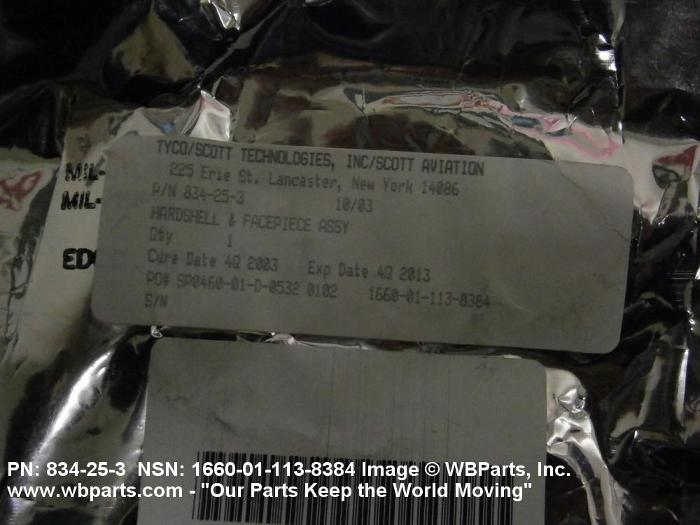 TYCO/SCOTT TECHNOLOGIES, INC/SCOTT AVIATION
225 Erie St. Lancaster, New York 14086
P/N 834-25-3 10/03
HARDSHELL & FACEPIECE ASSY
Qty 1
Cure Date 4Q 2003 Exp Date 4Q 2013
PO# SP0460-01-D-0532 0102 1660-01-113-8384
S/N
MIL-
MIL-
PN: 834-25-3 NSN: 1660-01-113-8384 Image © WBParts, Inc.
www.wbparts.com - "Our Parts Keep the World Moving"